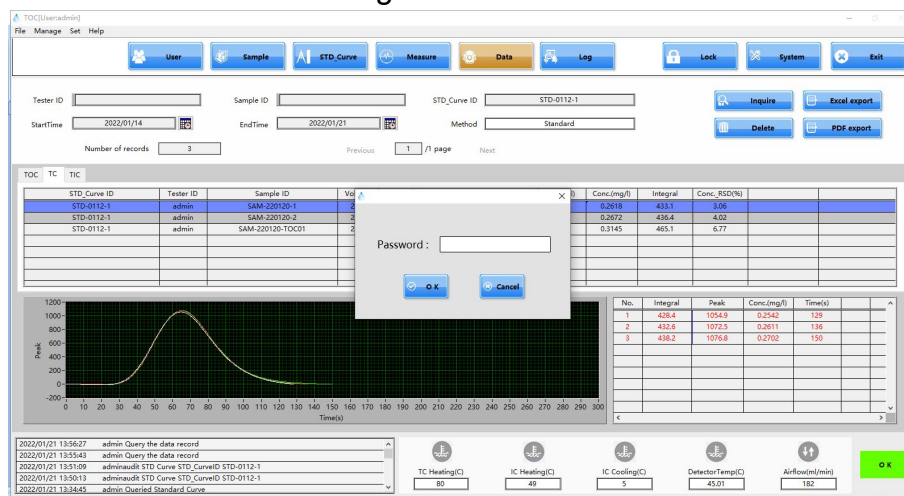 TOC[User:admin]
File Manage Set Help
User Sample STD_Curve Measure Data Log Lock System Exit
Tester ID Sample ID STD_Curve ID STD-0112-1 Inquire Excel export
StartTime 2022/01/14 EndTime 2022/01/21 Method Standard Delete PDF export
Number of records 3 Previous 1 /1 page Next
TOC TC TIC
STD_Curve ID Tester ID Sample ID Conc.(mg/l) Integral Conc._RSD(%)
STD-0112-1 admin SAM-220120-1 2 0.2618 433.1 3.06
STD-0112-1 admin SAM-220120-2 2 0.2672 436.4 4.02
STD-0112-1 admin SAM-220120-TOC01 2 0.3145 465.1 6.77
Password :
O K Cancel
1200
1000
800
600
400
200
0
-200
Peak
0 10 20 30 40 50 60 70 80 90 100 110 120 130 140 150 160 170 180 190 200 210 220 230 240 250 260 270 280 290 300
Time(s)
No. Integral Peak Conc.(mg/l) Time(s)
1 428.4 1054.9 0.2542 129
2 432.6 1072.5 0.2611 136
3 438.2 1076.8 0.2702 150
2022/01/21 13:56:27 admin Query the data record
2022/01/21 13:55:43 admin Query the data record
2022/01/21 13:51:09 adminaudit STD Curve STD_CurveID STD-0112-1
2022/01/21 13:50:13 adminaudit STD Curve STD_CurveID STD-0112-1
2022/01/21 13:34:45 admin Queried Standard Curve
TC Heating(C) IC Heating(C) IC Cooling(C) DetectorTemp(C) Airflow(ml/min)
80 49 5 45.01 182
O K